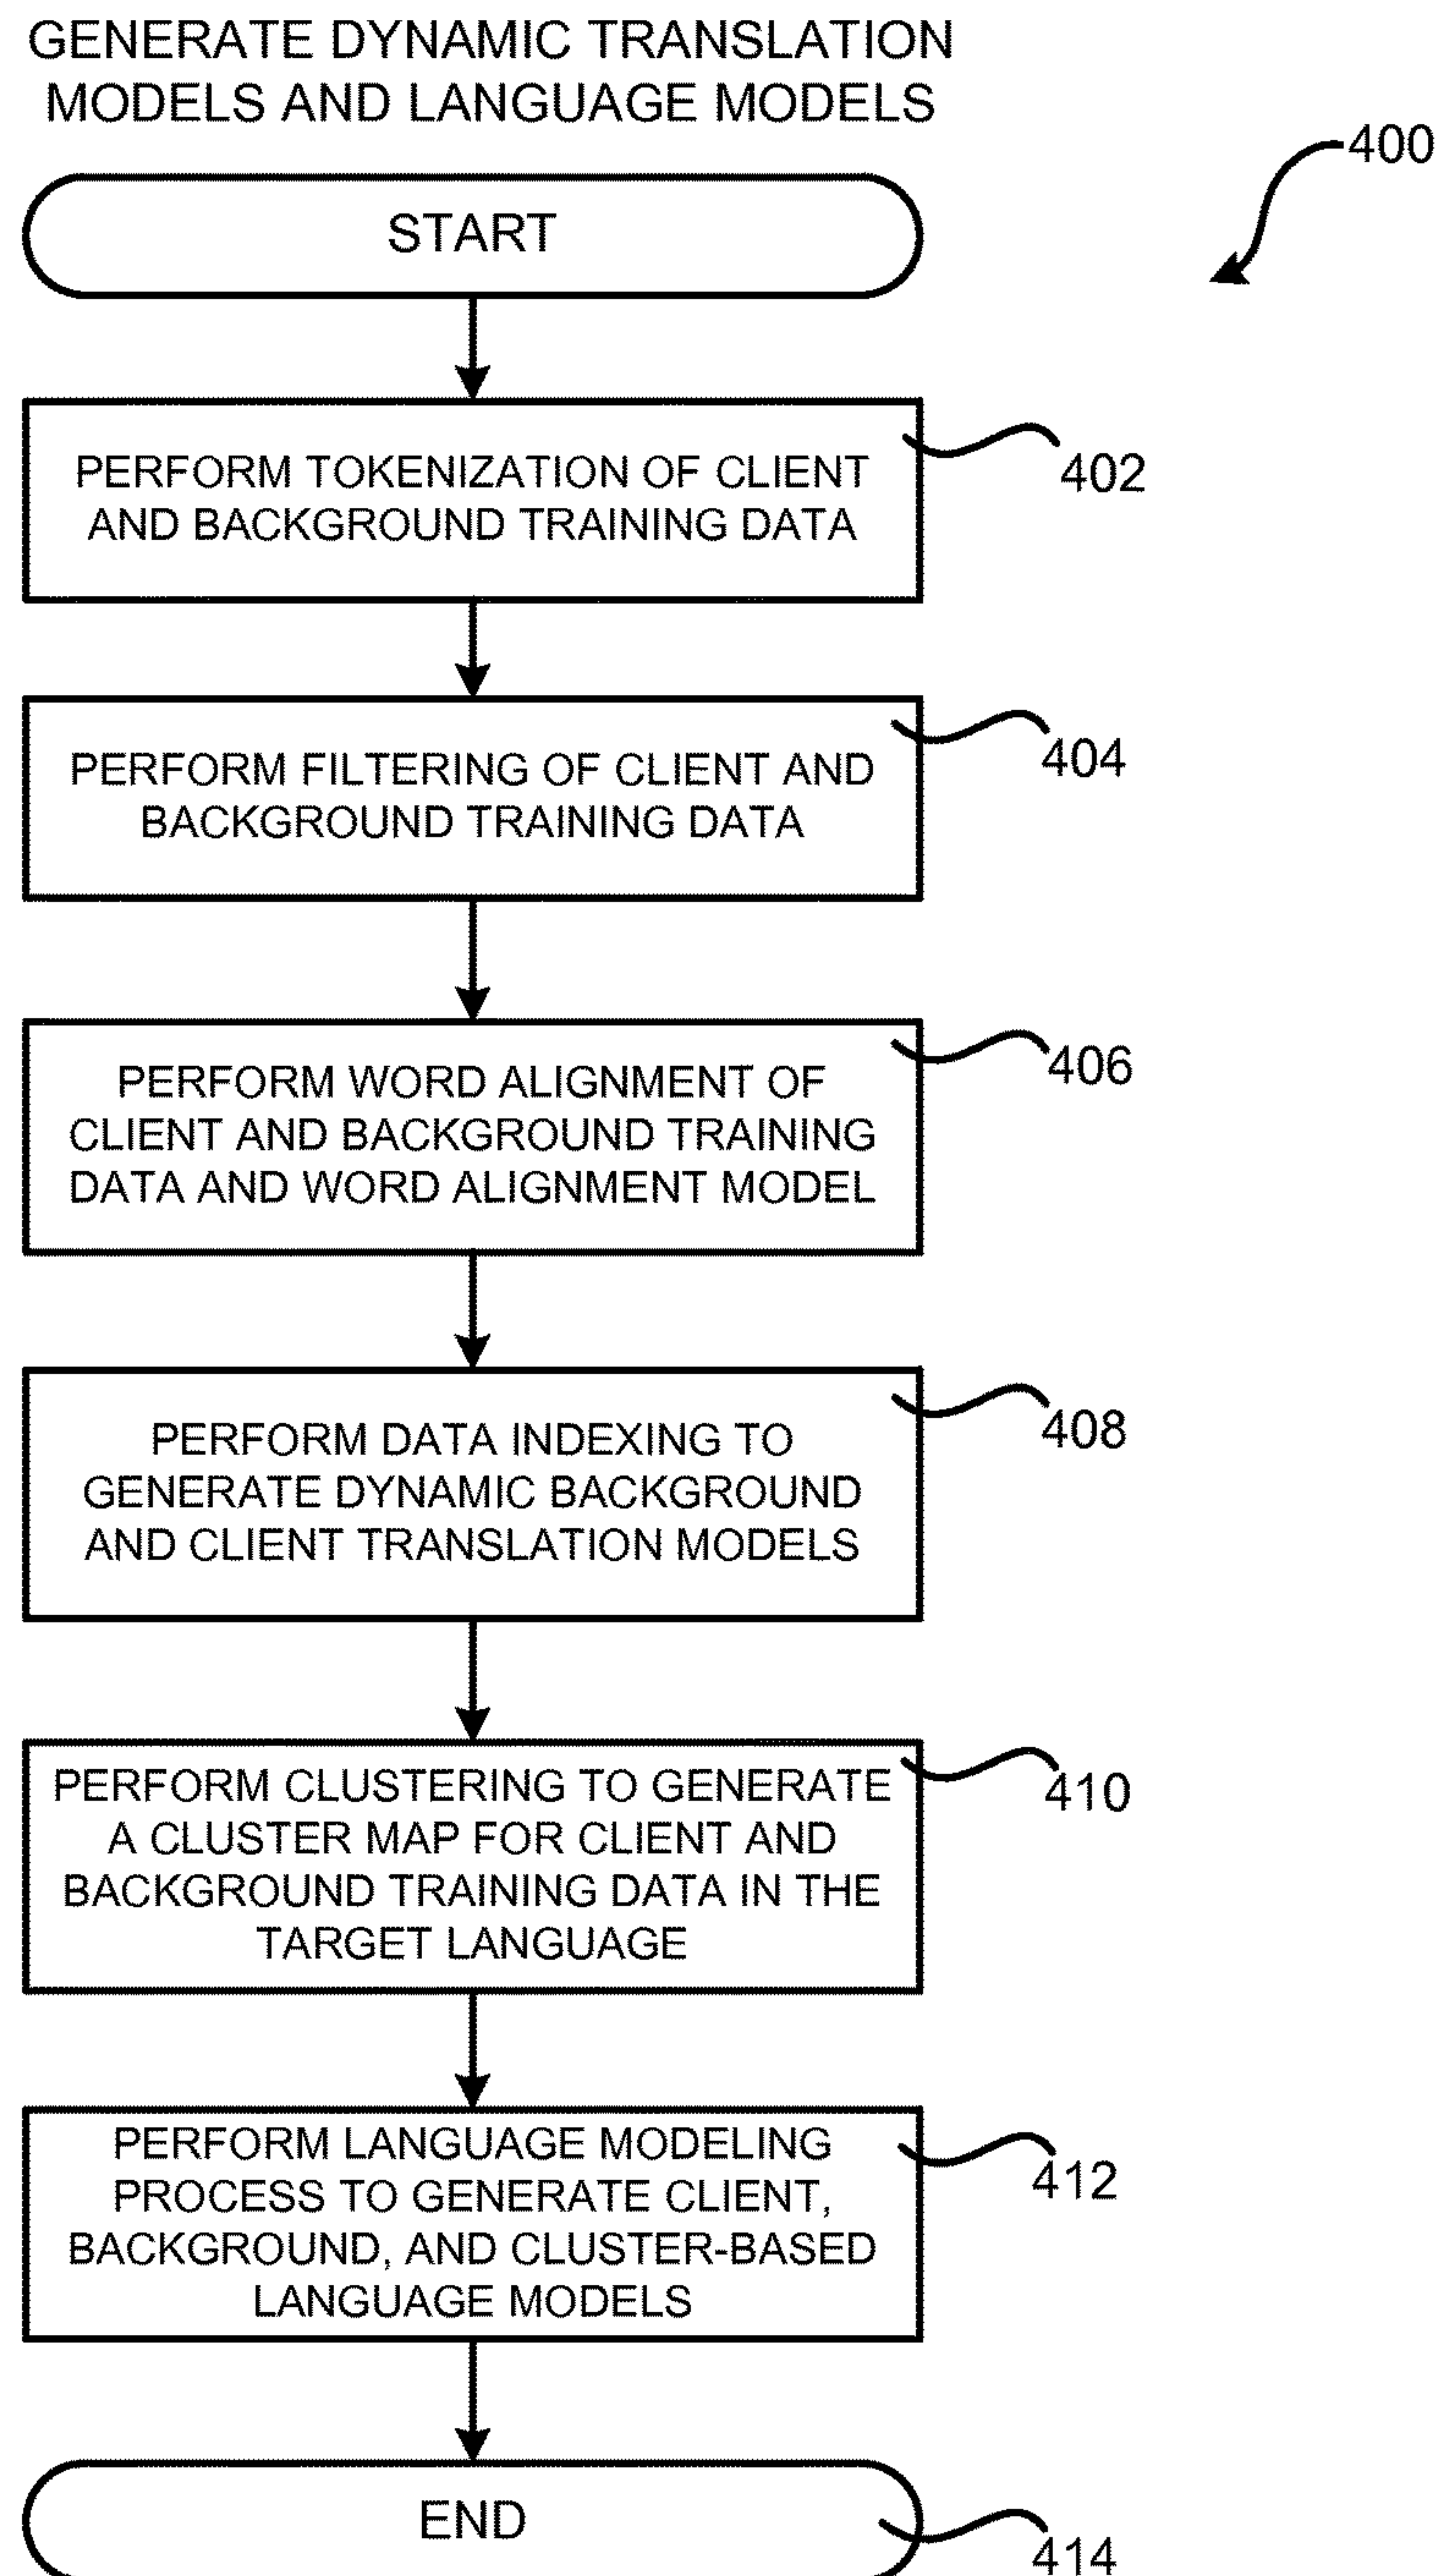 GENERATE DYNAMIC TRANSLATION
MODELS AND LANGUAGE MODELS
400
START
PERFORM TOKENIZATION OF CLIENT
AND BACKGROUND TRAINING DATA
402
PERFORM FILTERING OF CLIENT AND
BACKGROUND TRAINING DATA
404
PERFORM WORD ALIGNMENT OF
CLIENT AND BACKGROUND TRAINING
DATA AND WORD ALIGNMENT MODEL
406
PERFORM DATA INDEXING TO
GENERATE DYNAMIC BACKGROUND
AND CLIENT TRANSLATION MODELS
408
PERFORM CLUSTERING TO GENERATE
A CLUSTER MAP FOR CLIENT AND
BACKGROUND TRAINING DATA IN THE
TARGET LANGUAGE
410
PERFORM LANGUAGE MODELING
PROCESS TO GENERATE CLIENT,
BACKGROUND, AND CLUSTER-BASED
LANGUAGE MODELS
412
END
414